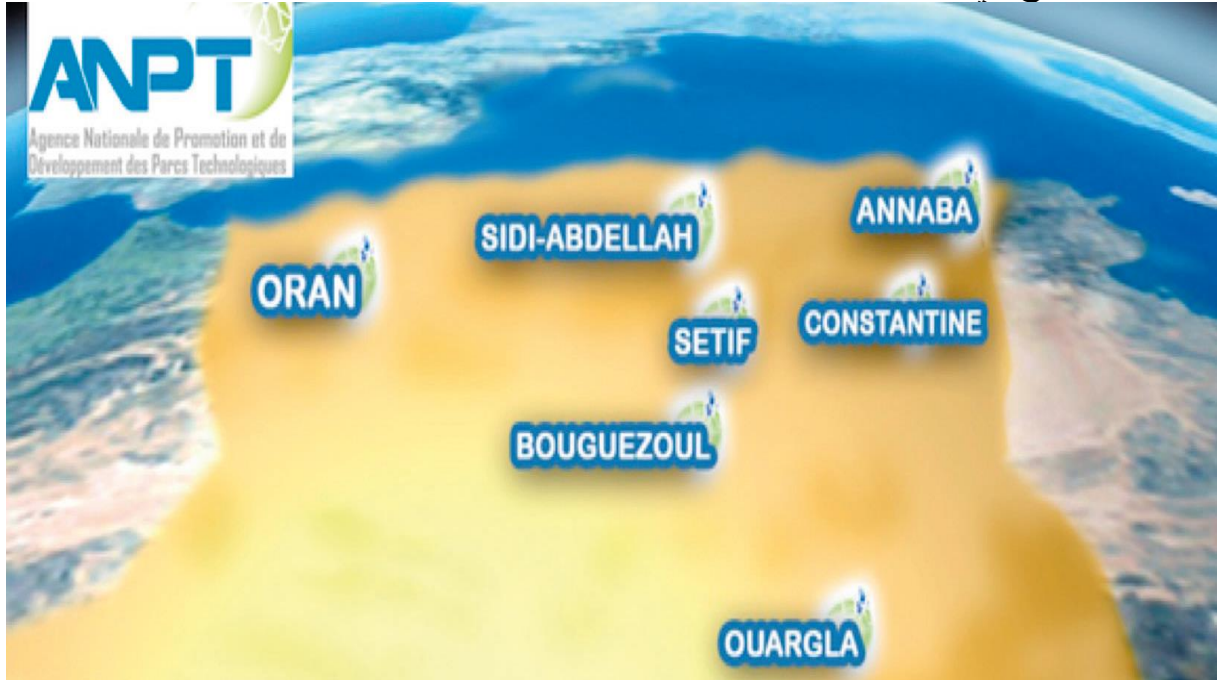 ANPT
Agence Nationale de Promotion et de
Développement des Parcs Technologiques
ANNABA
SIDI-ABDELLAH
ORAN
CONSTANTINE
SETIF
BOUGUEZOUL
OUARGLA